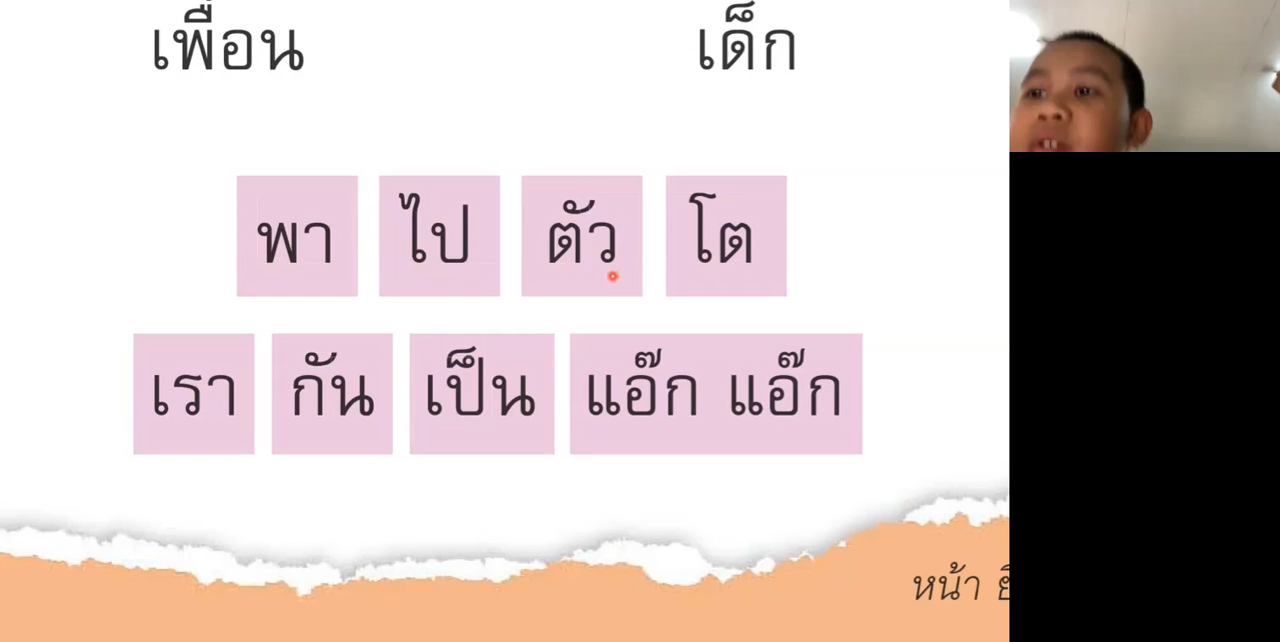 เพื่อน เด็ก
พา ไป ตัว โต
เรา กัน เป็น แอ๊ก แอ๊ก
หน้า